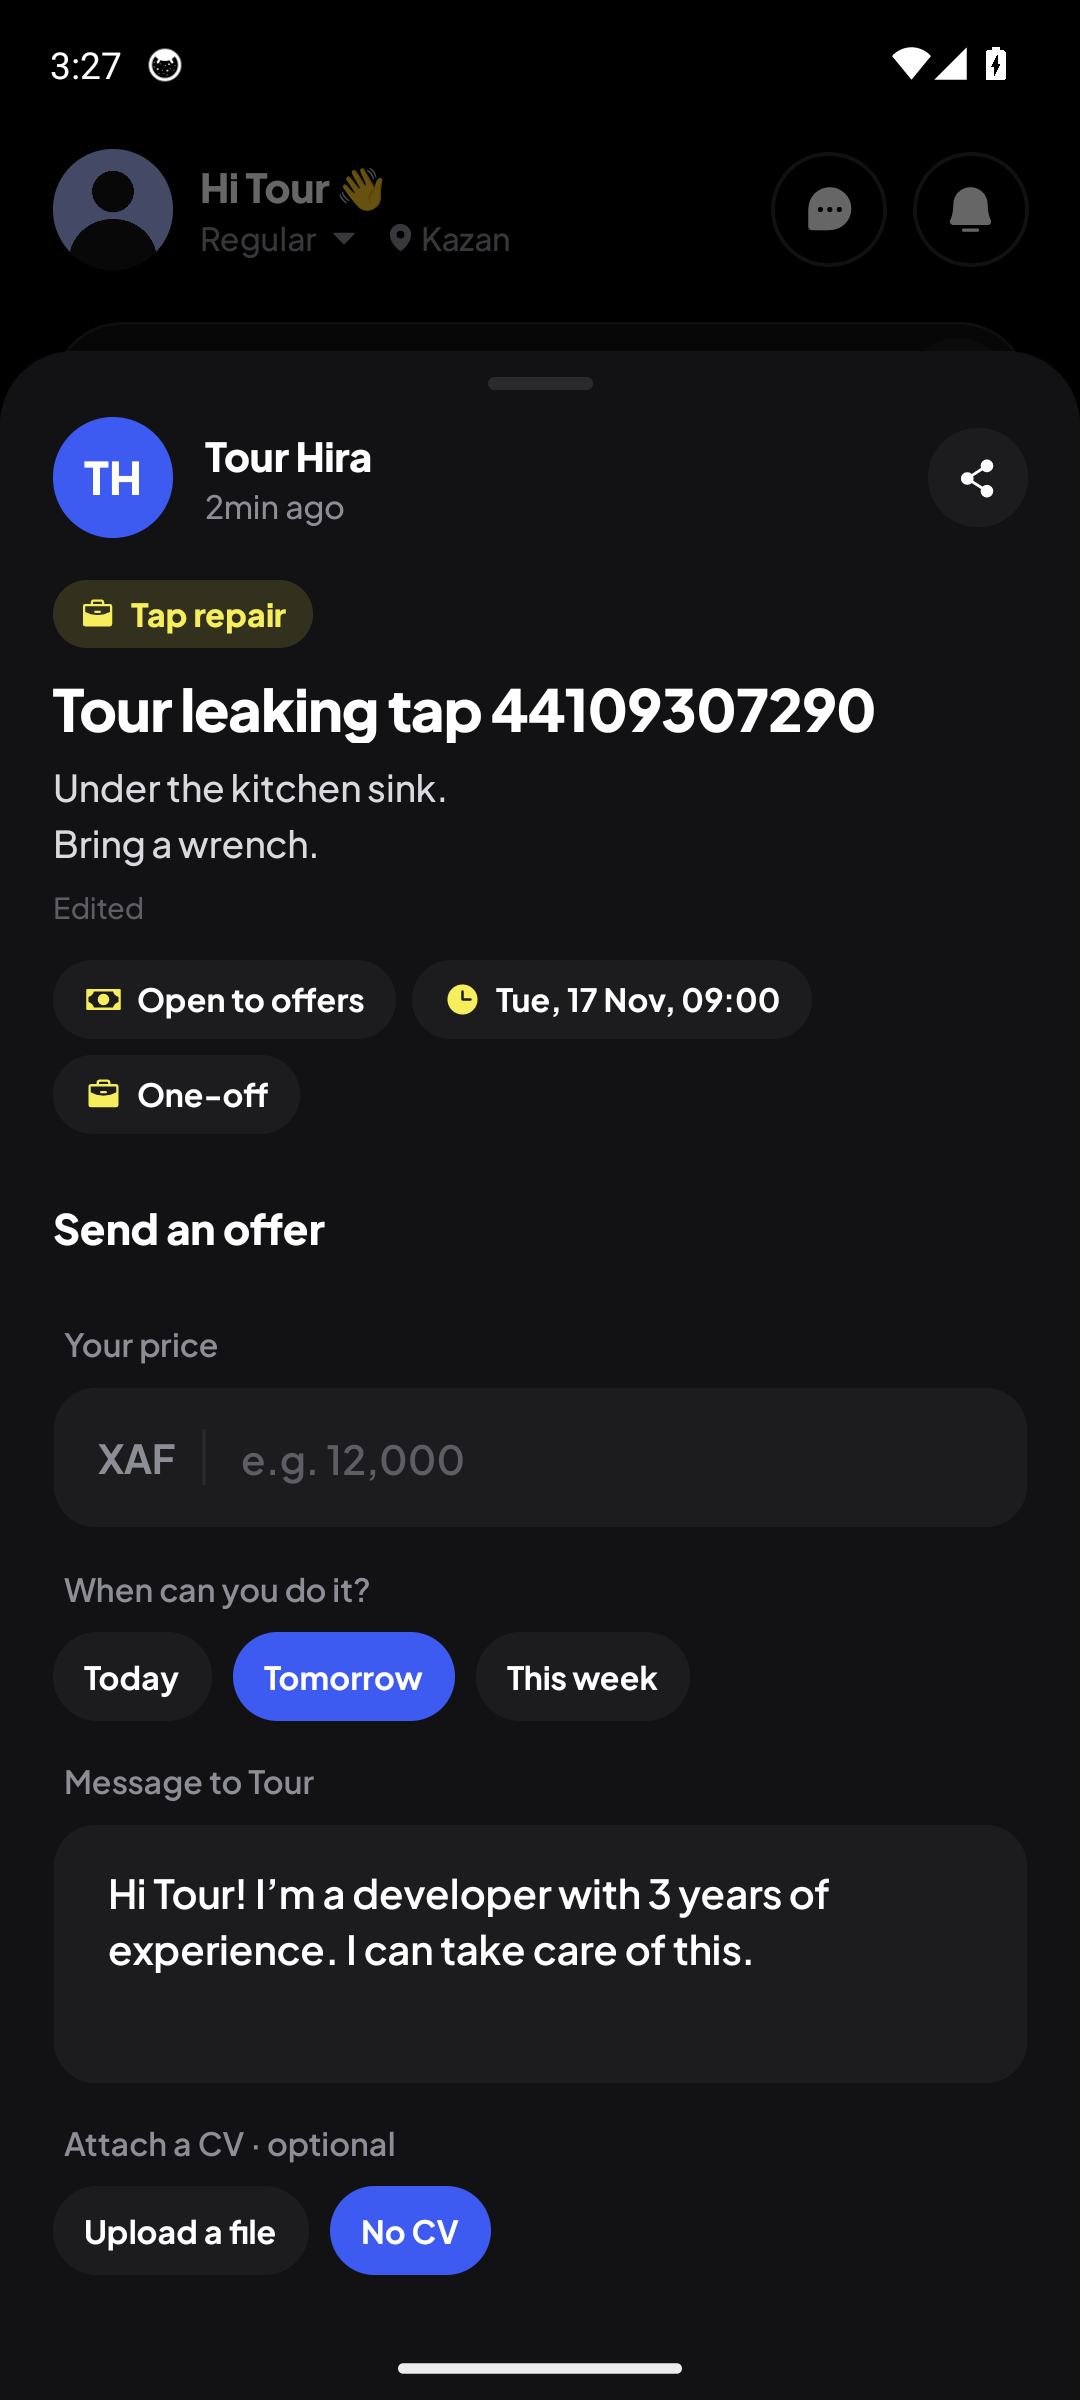 3:27
Hi Tour 👋
Regular
Kazan
TH
Tour Hira
2min ago
Tap repair
Tour leaking tap 44109307290
Under the kitchen sink.
Bring a wrench.
Edited
Open to offers
Tue, 17 Nov, 09:00
One-off
Send an offer
Your price
XAF
e.g. 12,000
When can you do it?
Today
Tomorrow
This week
Message to Tour
Hi Tour! I’m a developer with 3 years of
experience. I can take care of this.
Attach a CV · optional
Upload a file
No CV